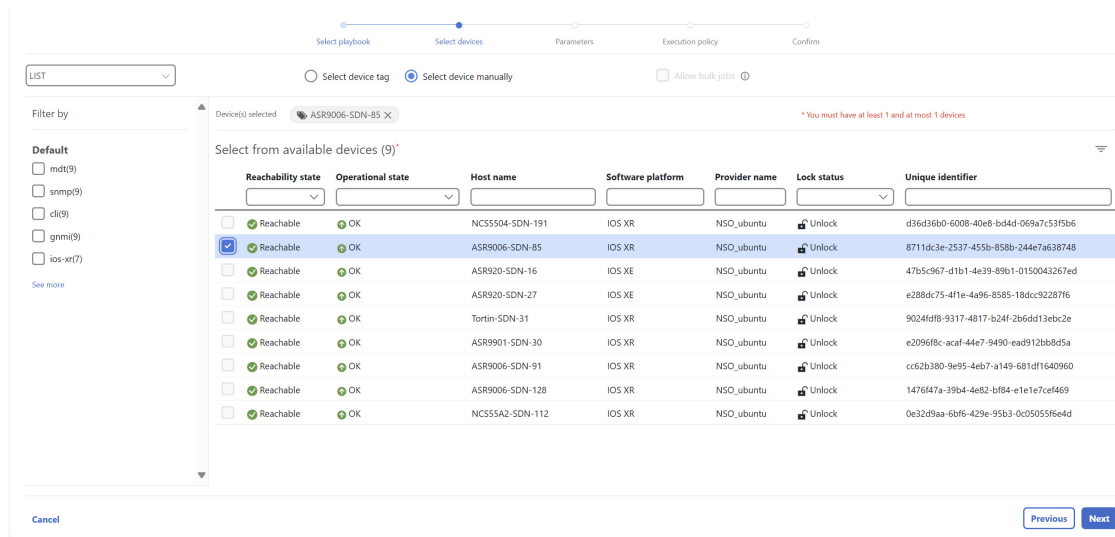 Select playbook Select devices Parameters Execution policy Confirm
LIST Select device tag Select device manually Allow bulk jobs
Filter by
Default
mdt(9)
snmp(9)
cli(9)
gnmi(9)
ios-xr(7)
See more
Device(s) selected ASR9006-SDN-85 * You must have at least 1 and at most 1 devices
Select from available devices (9)*
Reachability state Operational state Host name Software platform Provider name Lock status Unique identifier
Reachable OK NCS5504-SDN-191 IOS XR NSO_ubuntu Unlock d36d36b0-6008-40e8-bd4d-069a7c53f5b6
Reachable OK ASR9006-SDN-85 IOS XR NSO_ubuntu Unlock 8711dc3e-2537-455b-858b-244e7a638748
Reachable OK ASR920-SDN-16 IOS XE NSO_ubuntu Unlock 47b5c967-d1b1-4e39-89b1-0150043267ed
Reachable OK ASR920-SDN-27 IOS XE NSO_ubuntu Unlock e288dc75-4f1e-4a96-8585-18dcc92287f6
Reachable OK Tortin-SDN-31 IOS XR NSO_ubuntu Unlock 9024fdf8-9317-4817-b24f-2b6dd13ebc2e
Reachable OK ASR9901-SDN-30 IOS XR NSO_ubuntu Unlock e2096f8c-acaf-44e7-9490-ead912bb8d5a
Reachable OK ASR9006-SDN-91 IOS XR NSO_ubuntu Unlock cc62b380-9e95-4eb7-a149-681df1640960
Reachable OK ASR9006-SDN-128 IOS XR NSO_ubuntu Unlock 1476f47a-39b4-4e82-bf84-e1e1e7cef469
Reachable OK NCS55A2-SDN-112 IOS XR NSO_ubuntu Unlock 0e32d9aa-6bf6-429e-95b3-0c05055f6e4d
Cancel Previous Next